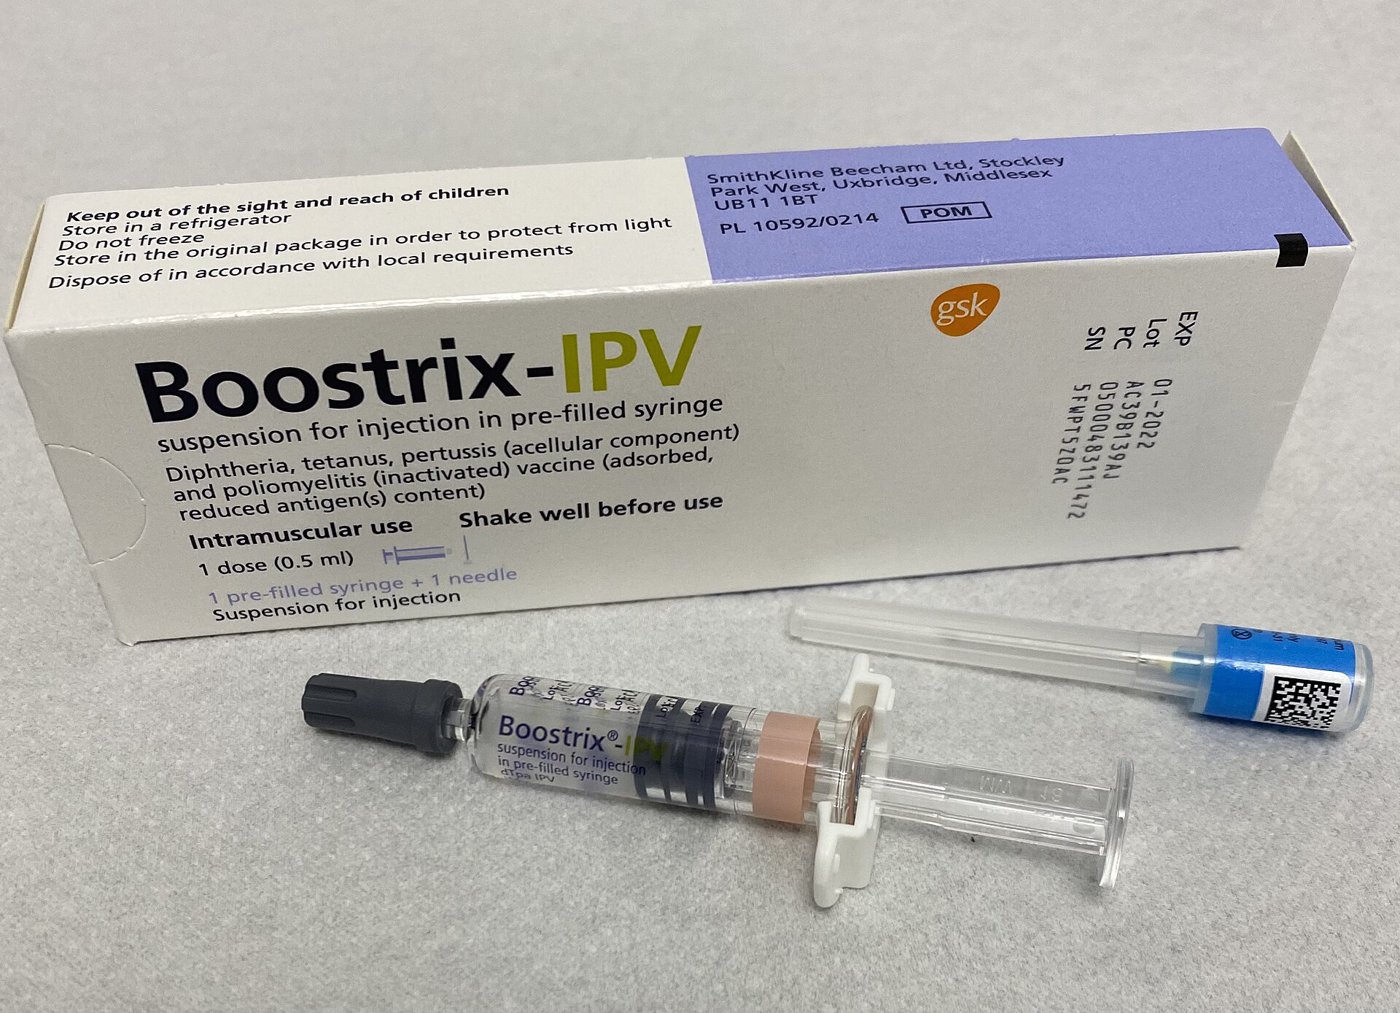 Keep out of the sight and reach of children
Store in a refrigerator
Do not freeze
Store in the original package in order to protect from light
Dispose of in accordance with local requirements
SmithKline Beecham Ltd, Stockley
Park West, Uxbridge, Middlesex
UB11 1BT
PL 10592/0214 POM
gsk
Boostrix-IPV
suspension for injection in pre-filled syringe
Diphtheria, tetanus, pertussis (acellular component)
and poliomyelitis (inactivated) vaccine (adsorbed,
reduced antigen(s) content)
Intramuscular use Shake well before use
1 dose (0.5 ml)
1 pre-filled syringe + 1 needle
Suspension for injection
EXP 01-2022
Lot AC39B139AJ
PC 05000483111472
SN 5FWPT5Z0AC
Boostrix®-IPV
suspension for injection
in pre-filled syringe
dTpa IPV